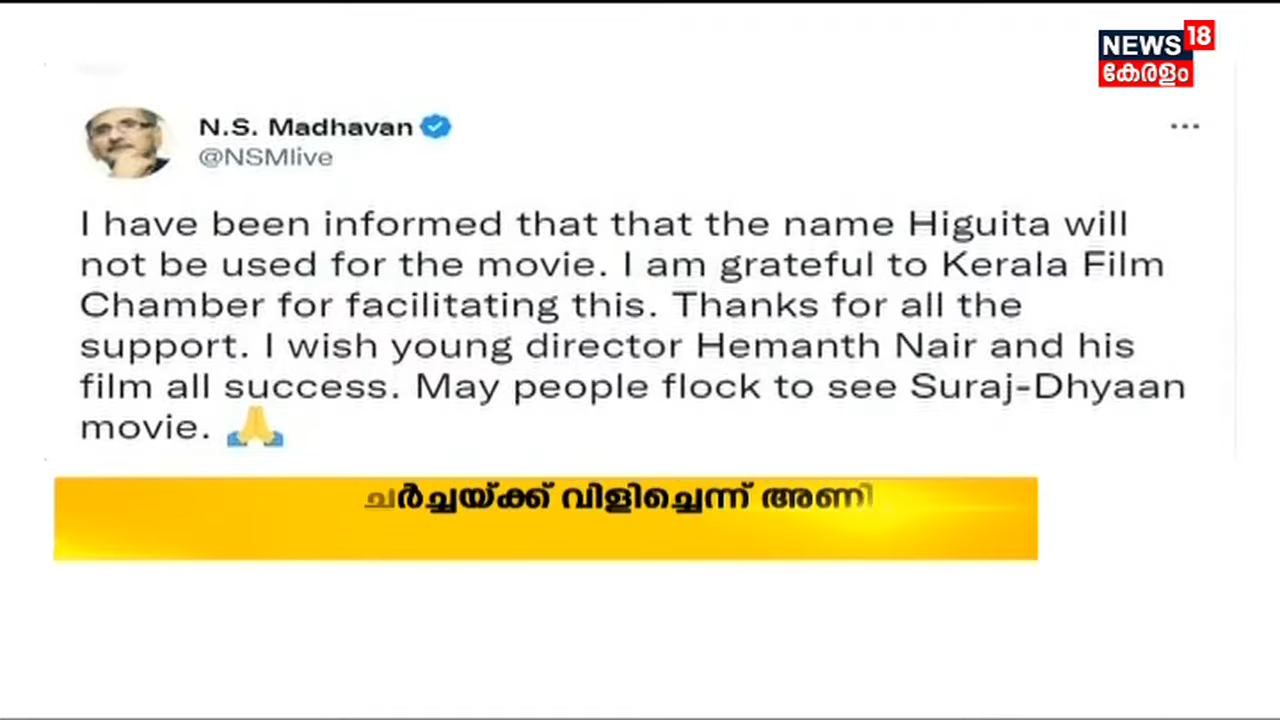 NEWS 18
കേരളം
N.S. Madhavan
@NSMlive
I have been informed that that the name Higuita will
not be used for the movie. I am grateful to Kerala Film
Chamber for facilitating this. Thanks for all the
support. I wish young director Hemanth Nair and his
film all success. May people flock to see Suraj-Dhyaan
movie. 🙏
ചർച്ചയ്ക്ക് വിളിച്ചെന്ന് അണി